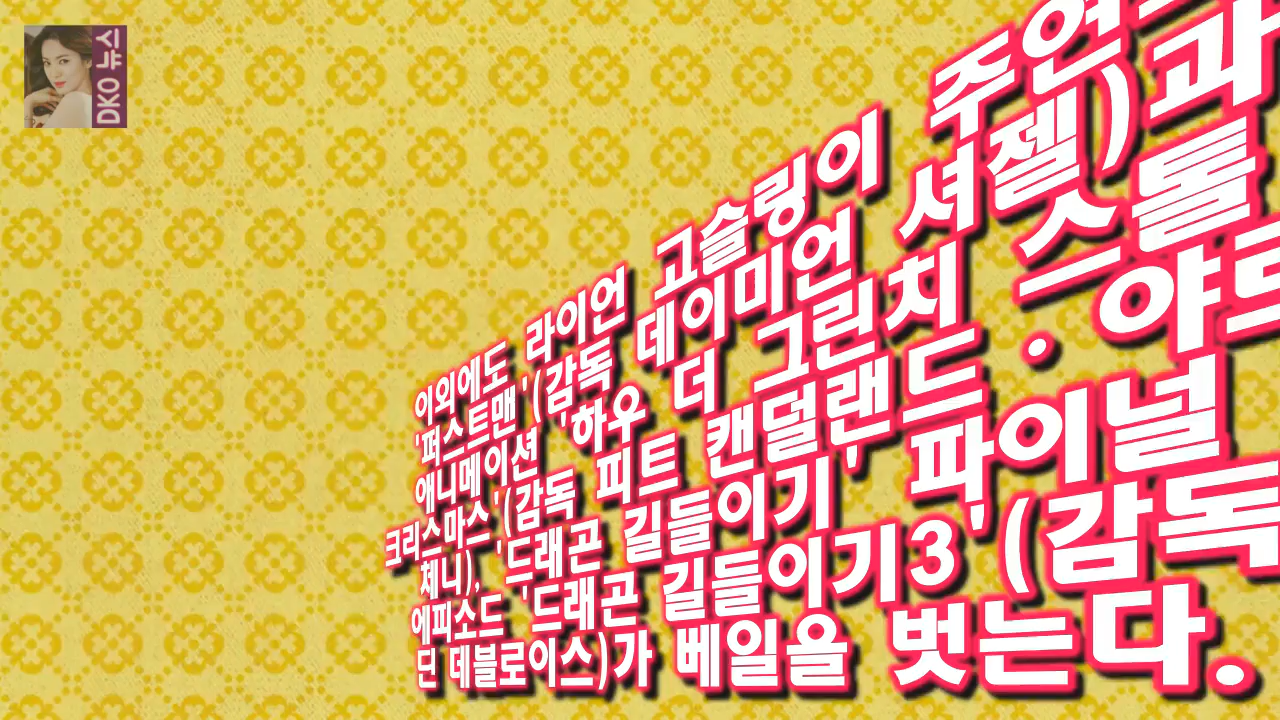 DKO 뉴스
이외에도 라이언 고슬링이 주연
'퍼스트맨'(감독 데이미언 셔젤)과
애니메이션 '하우 더 그린치 스톨
크리스마스'(감독 피트 캔덜랜드 · 야
체니), '드래곤 길들이기' 파이널
에피소드 '드래곤 길들이기3'(감독
딘 데블로이스)가 베일을 벗는다.